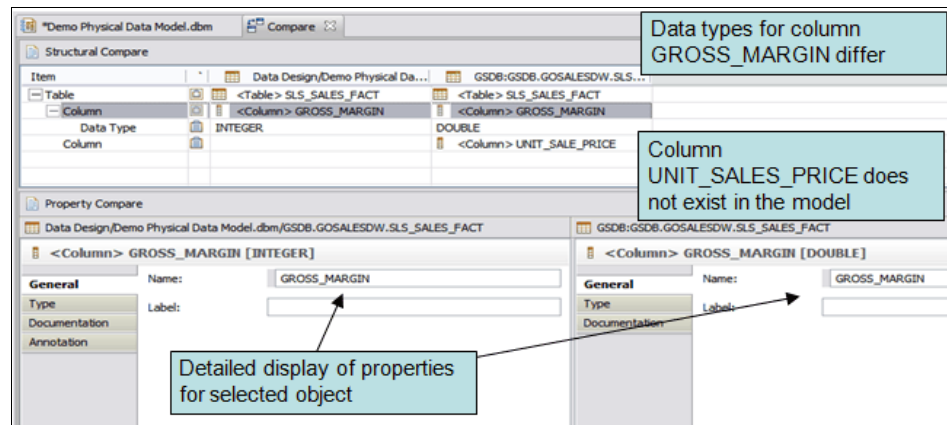 *Demo Physical Data Model.dbm
Compare
Data types for column
GROSS_MARGIN differ
Structural Compare
Item
Data Design/Demo Physical Da...
GSDB:GSDB.GOSALESDW.SLS...
Table
<Table> SLS_SALES_FACT
<Table> SLS_SALES_FACT
Column
<Column> GROSS_MARGIN
<Column> GROSS_MARGIN
Data Type
INTEGER
DOUBLE
Column
<Column> UNIT_SALE_PRICE
Column
UNIT_SALES_PRICE does
not exist in the model
Property Compare
Data Design/Demo Physical Data Model.dbm/GSDB.GOSALESDW.SLS_SALES_FACT
GSDB:GSDB.GOSALESDW.SLS_SALES_FACT
<Column> GROSS_MARGIN [INTEGER]
<Column> GROSS_MARGIN [DOUBLE]
General
Name:
GROSS_MARGIN
General
Name:
GROSS_MARGIN
Type
Label:
Type
Label:
Documentation
Documentation
Annotation
Detailed display of properties
for selected object